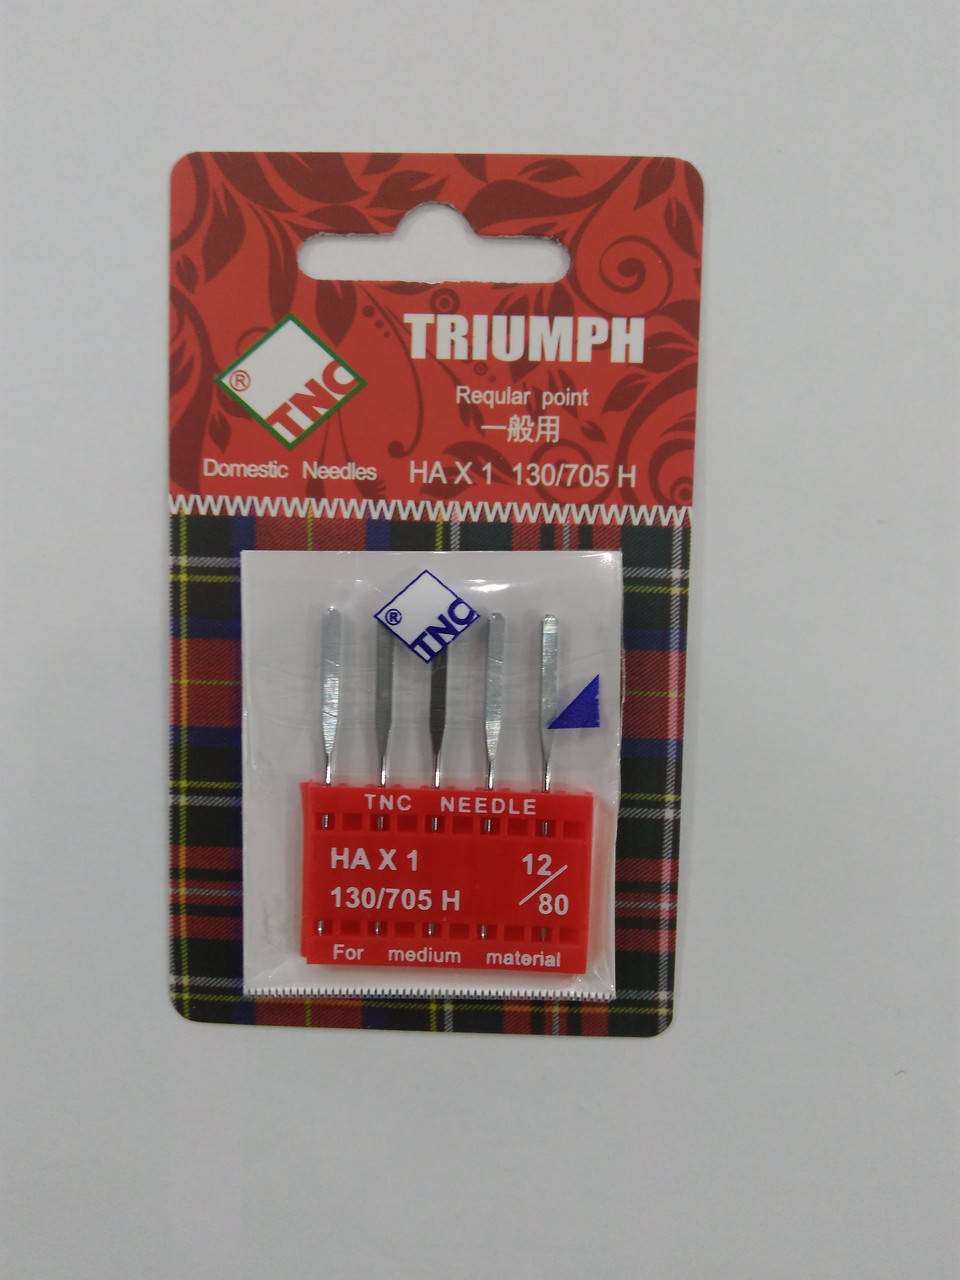 TRIUMPH
® TNC
Reqular point
一般用
Domestic Needles HA X 1 130/705 H
® TNC
TNC NEEDLE
HA X 1 12/80
130/705 H
For medium material